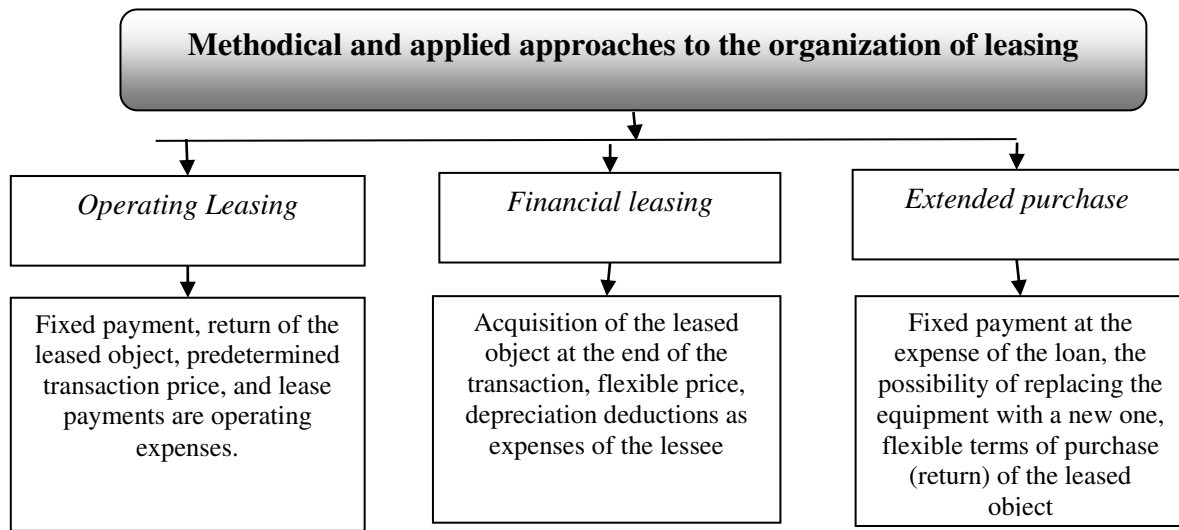 Methodical and applied approaches to the organization of leasing
Operating Leasing
Financial leasing
Extended purchase
Fixed payment, return of the
leased object, predetermined
transaction price, and lease
payments are operating
expenses.
Acquisition of the leased
object at the end of the
transaction, flexible price,
depreciation deductions as
expenses of the lessee
Fixed payment at the
expense of the loan, the
possibility of replacing the
equipment with a new one,
flexible terms of purchase
(return) of the leased
object